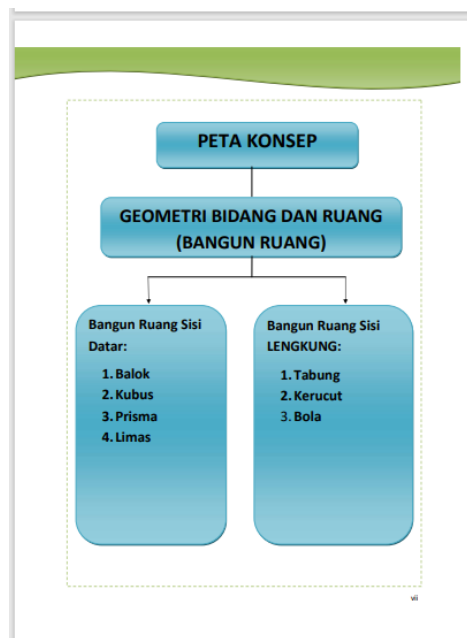 PETA KONSEP
GEOMETRI BIDANG DAN RUANG
(BANGUN RUANG)
Bangun Ruang Sisi
Datar:
1. Balok
2. Kubus
3. Prisma
4. Limas
Bangun Ruang Sisi
LENGKUNG:
1. Tabung
2. Kerucut
3. Bola
vii